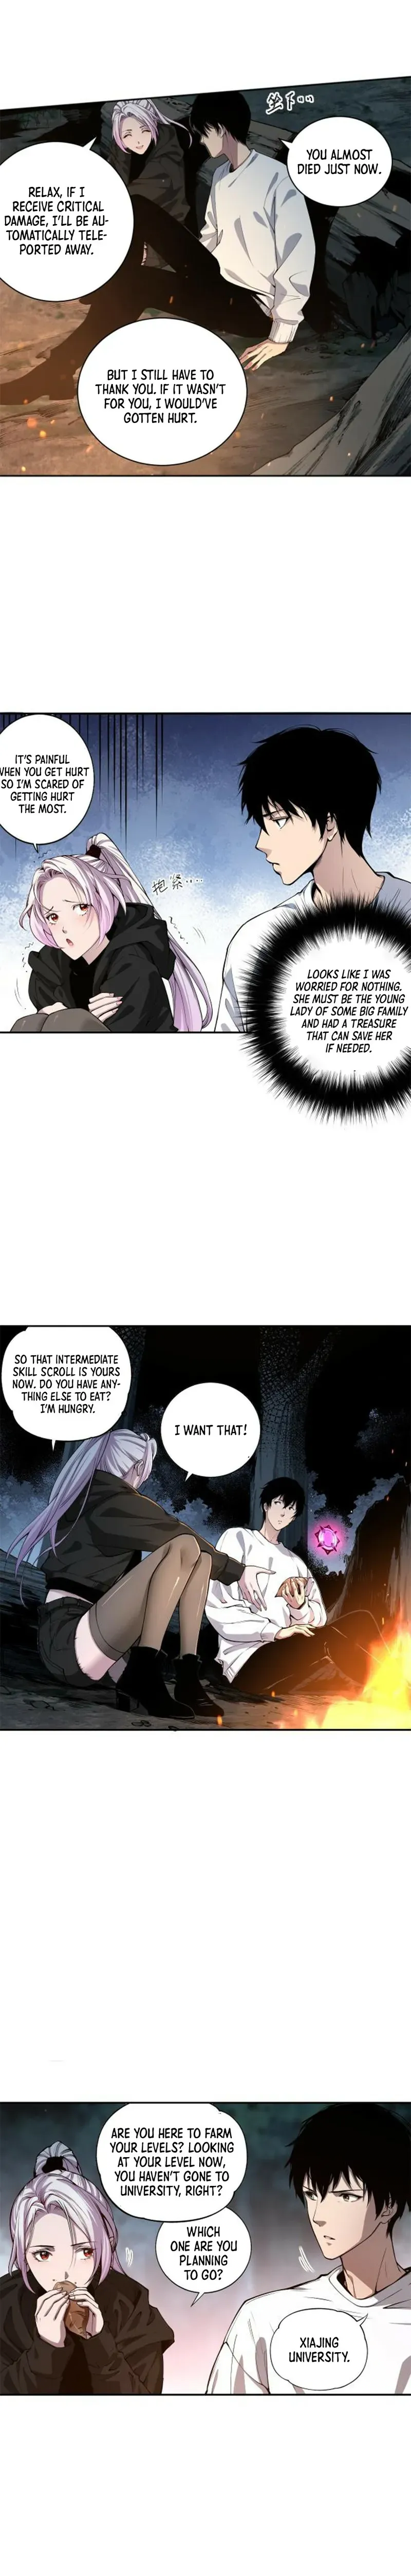 坐下
YOU ALMOST
DIED JUST NOW.
RELAX, IF I
RECEIVE CRITICAL
DAMAGE, I'LL BE AU-
TOMATICALLY TELE-
PORTED AWAY.
BUT I STILL HAVE TO
THANK YOU. IF IT WASN'T
FOR YOU, I WOULD'VE
GOTTEN HURT.
IT'S PAINFUL
WHEN YOU GET HURT
SO I'M SCARED OF
GETTING HURT
THE MOST.
抱紧....
LOOKS LIKE I WAS
WORRIED FOR NOTHING.
SHE MUST BE THE YOUNG
LADY OF SOME BIG FAMILY
AND HAD A TREASURE
THAT CAN SAVE HER
IF NEEDED.
SO THAT INTERMEDIATE
SKILL SCROLL IS YOURS
NOW. DO YOU HAVE ANY-
THING ELSE TO EAT?
I'M HUNGRY.
I WANT THAT!
ARE YOU HERE TO FARM
YOUR LEVELS? LOOKING
AT YOUR LEVEL NOW,
YOU HAVEN'T GONE TO
UNIVERSITY, RIGHT?
WHICH
ONE ARE YOU
PLANNING
TO GO?
XIAJING
UNIVERSITY.